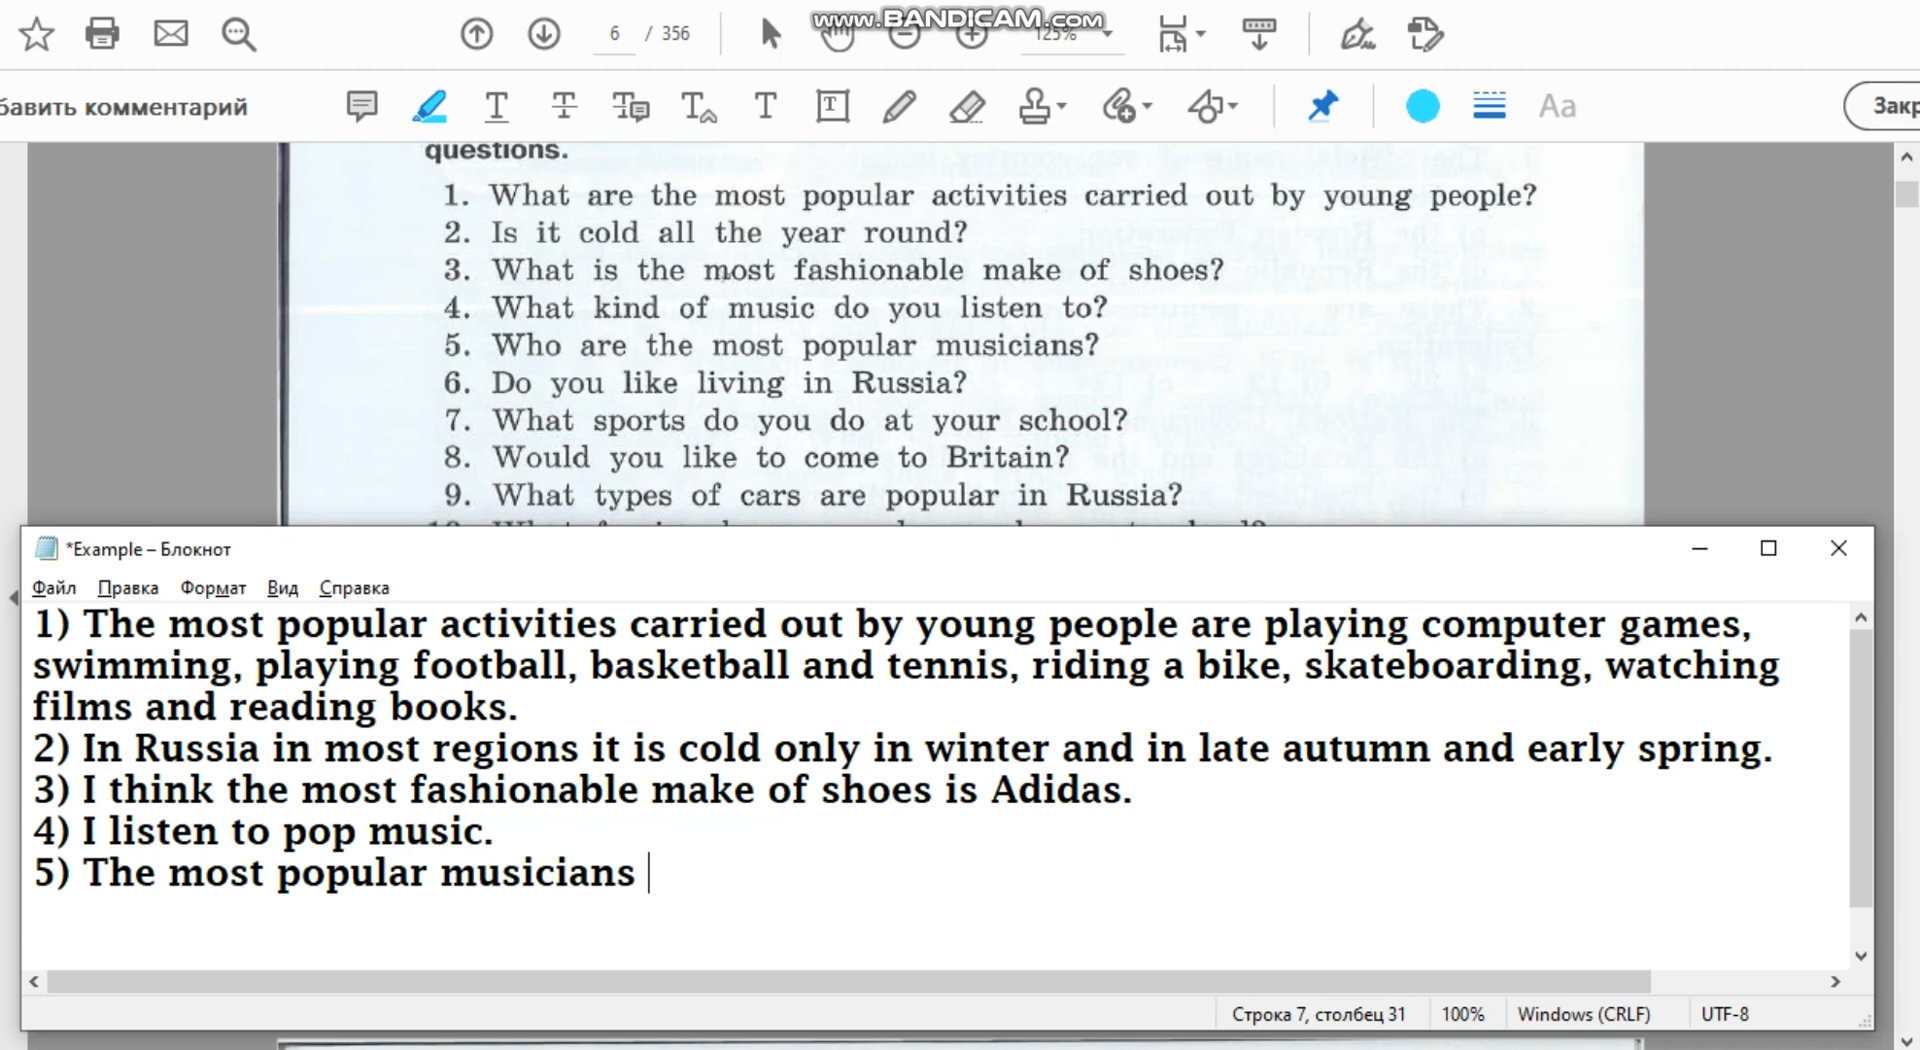 www.BANDICAM.com
6 / 356
125%
бавить комментарий
Aa
Закр
questions.
1. What are the most popular activities carried out by young people?
2. Is it cold all the year round?
3. What is the most fashionable make of shoes?
4. What kind of music do you listen to?
5. Who are the most popular musicians?
6. Do you like living in Russia?
7. What sports do you do at your school?
8. Would you like to come to Britain?
9. What types of cars are popular in Russia?
*Example – Блокнот
Файл Правка Формат Вид Справка
1) The most popular activities carried out by young people are playing computer games,
swimming, playing football, basketball and tennis, riding a bike, skateboarding, watching
films and reading books.
2) In Russia in most regions it is cold only in winter and in late autumn and early spring.
3) I think the most fashionable make of shoes is Adidas.
4) I listen to pop music.
5) The most popular musicians
Строка 7, столбец 31 100% Windows (CRLF) UTF-8